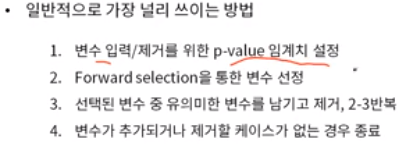 • 일반적으로 가장 널리 쓰이는 방법
1. 변수 입력/제거를 위한 p-value 임계치 설정
2. Forward selection을 통한 변수 선정
3. 선택된 변수 중 유의미한 변수를 남기고 제거, 2-3반복
4. 변수가 추가되거나 제거할 케이스가 없는 경우 종료